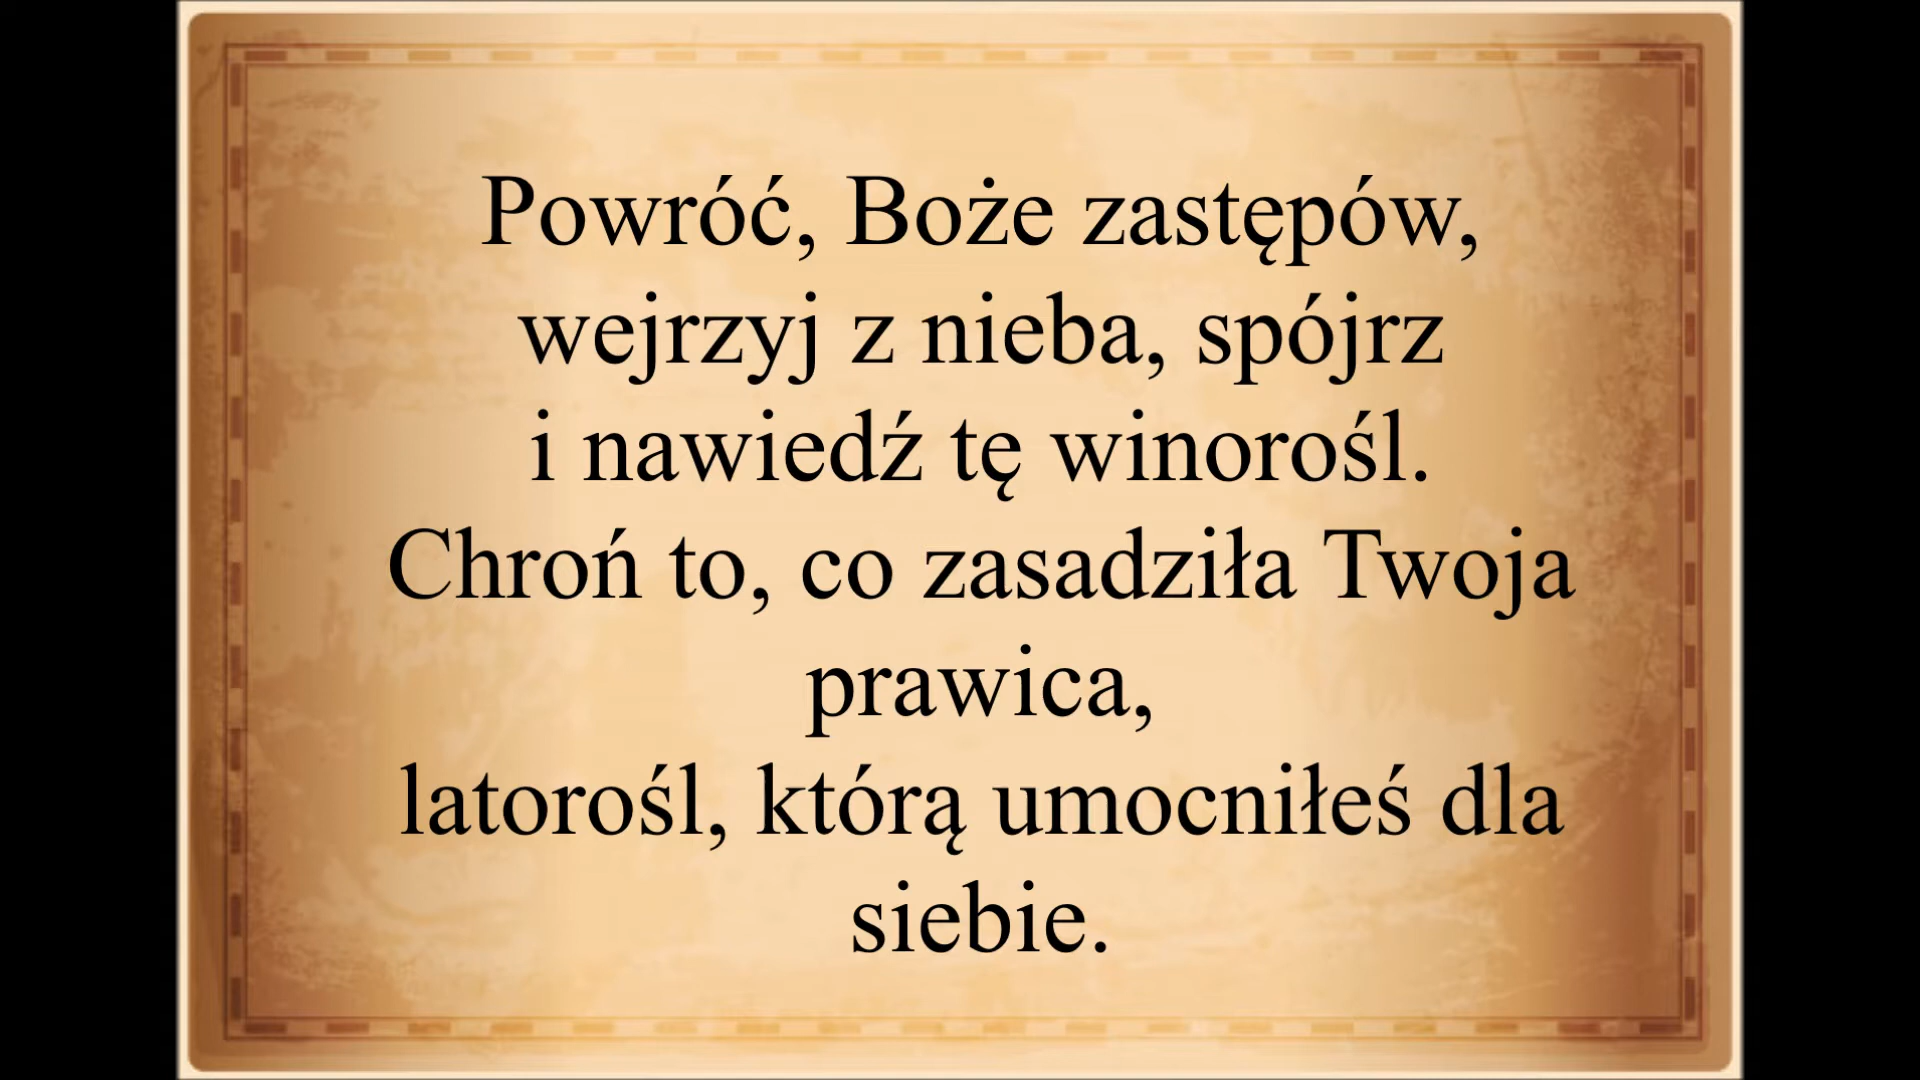 Powróć, Boże zastępów,
wejrzyj z nieba, spójrz
i nawiedź tę winorośl.
Chroń to, co zasadziła Twoja
prawica,
latorośl, którą umocniłeś dla
siebie.